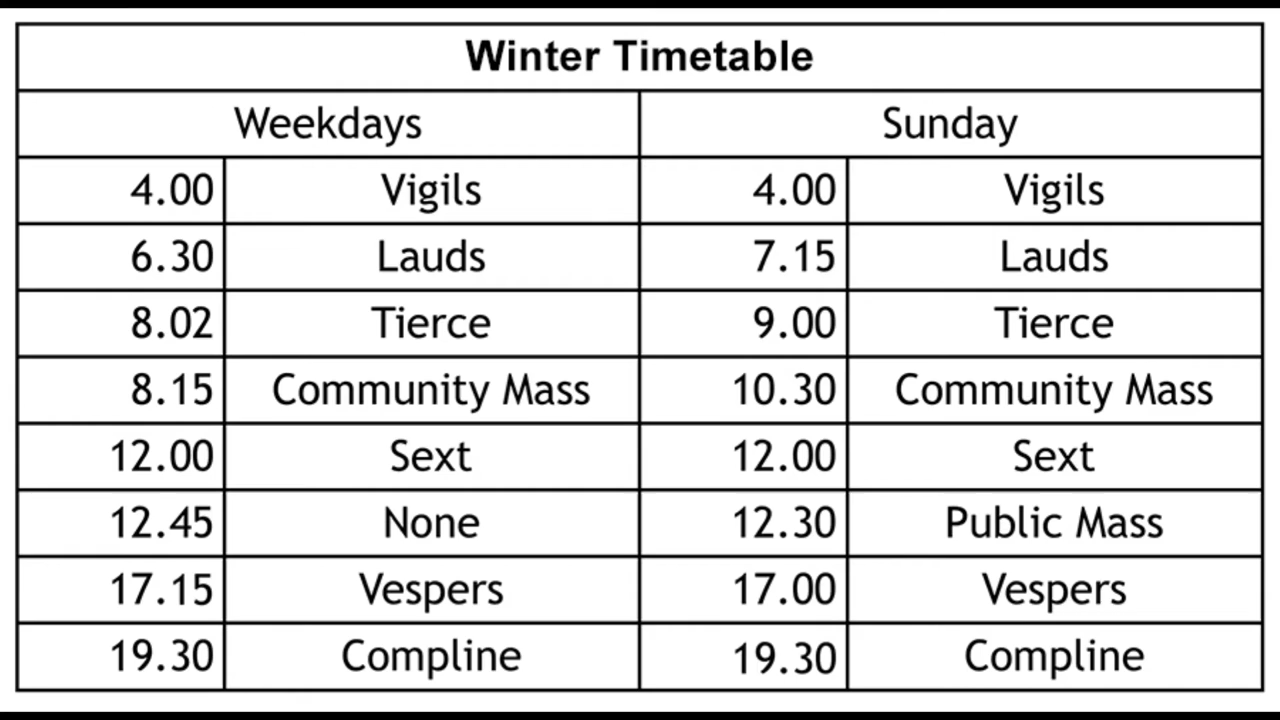 Winter Timetable
Weekdays Sunday
4.00 Vigils 4.00 Vigils
6.30 Lauds 7.15 Lauds
8.02 Tierce 9.00 Tierce
8.15 Community Mass 10.30 Community Mass
12.00 Sext 12.00 Sext
12.45 None 12.30 Public Mass
17.15 Vespers 17.00 Vespers
19.30 Compline 19.30 Compline